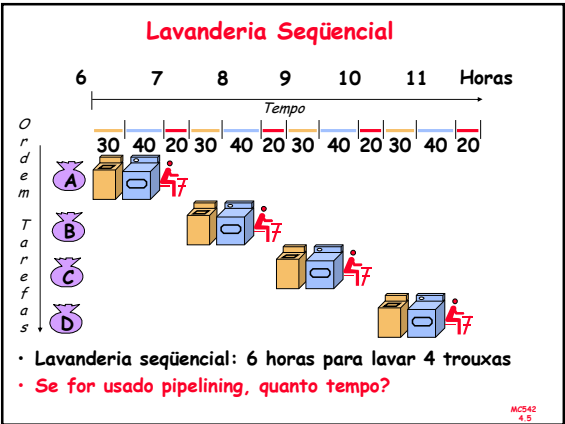 Lavanderia Seqüencial
6 7 8 9 10 11 Horas
Tempo
30 40 20 30 40 20 30 40 20 30 40 20
Ordem Tarefas
A
B
C
D
• Lavanderia seqüencial: 6 horas para lavar 4 trouxas
• Se for usado pipelining, quanto tempo?
MC542
4.5